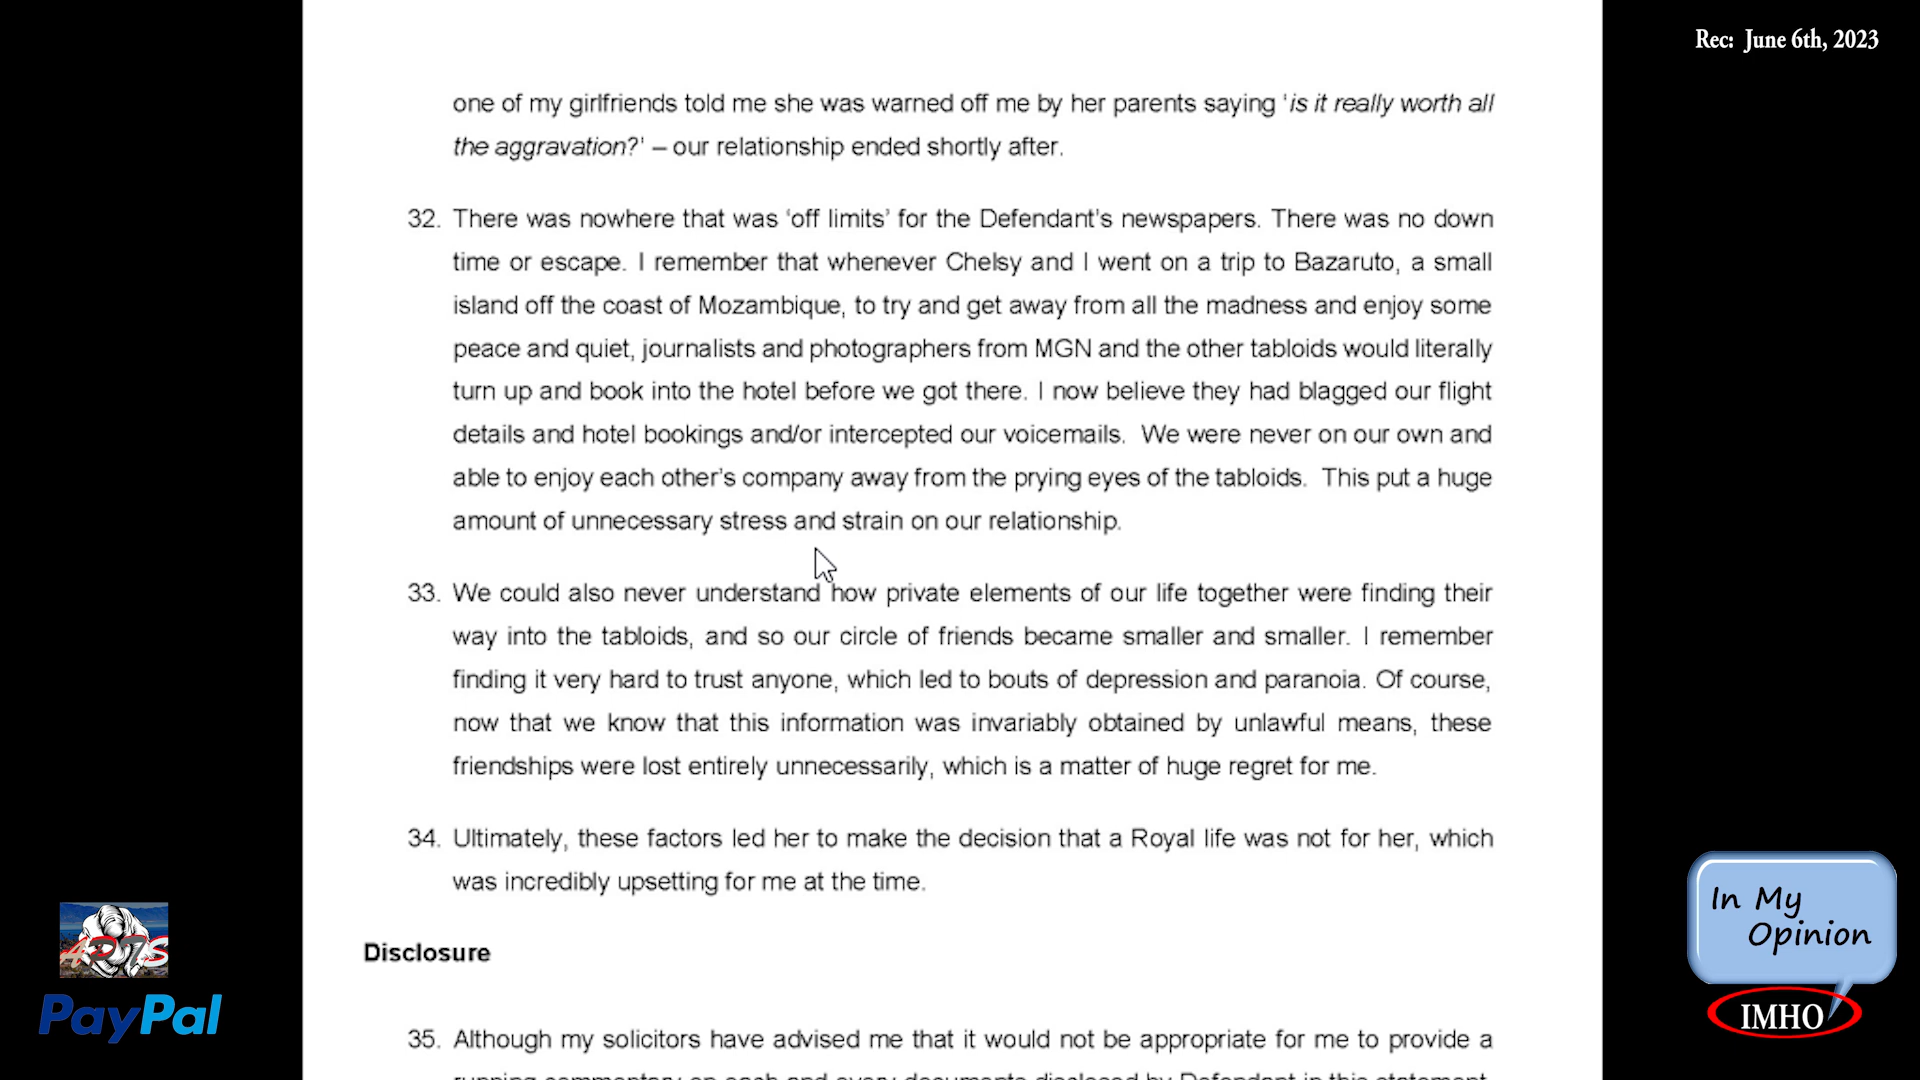 Rec: June 6th, 2023
one of my girlfriends told me she was warned off me by her parents saying 'is it really worth all
the aggravation?' – our relationship ended shortly after.
32. There was nowhere that was 'off limits' for the Defendant's newspapers. There was no down
time or escape. I remember that whenever Chelsy and I went on a trip to Bazaruto, a small
island off the coast of Mozambique, to try and get away from all the madness and enjoy some
peace and quiet, journalists and photographers from MGN and the other tabloids would literally
turn up and book into the hotel before we got there. I now believe they had blagged our flight
details and hotel bookings and/or intercepted our voicemails. We were never on our own and
able to enjoy each other's company away from the prying eyes of the tabloids. This put a huge
amount of unnecessary stress and strain on our relationship.
33. We could also never understand how private elements of our life together were finding their
way into the tabloids, and so our circle of friends became smaller and smaller. I remember
finding it very hard to trust anyone, which led to bouts of depression and paranoia. Of course,
now that we know that this information was invariably obtained by unlawful means, these
friendships were lost entirely unnecessarily, which is a matter of huge regret for me.
34. Ultimately, these factors led her to make the decision that a Royal life was not for her, which
was incredibly upsetting for me at the time.
Disclosure
35. Although my solicitors have advised me that it would not be appropriate for me to provide a
running commentary on each and every documents disclosed by Defendant in this statement,
PayPal
In My
Opinion
IMHO